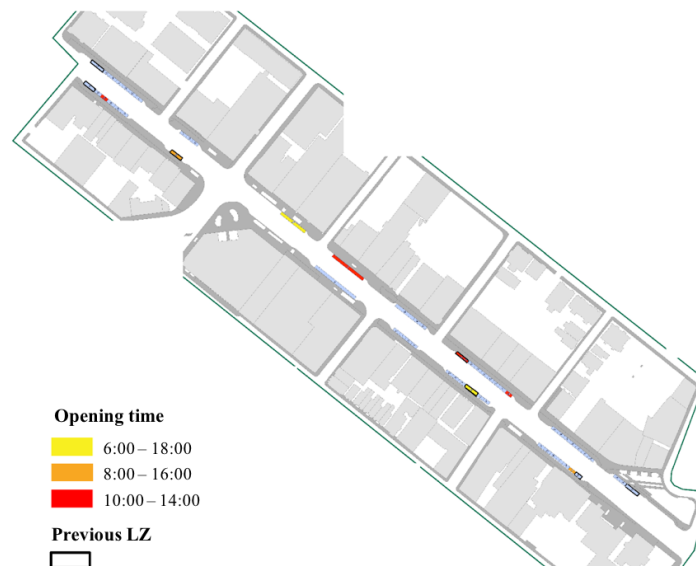 Opening time
6:00 – 18:00
8:00 – 16:00
10:00 – 14:00
Previous LZ